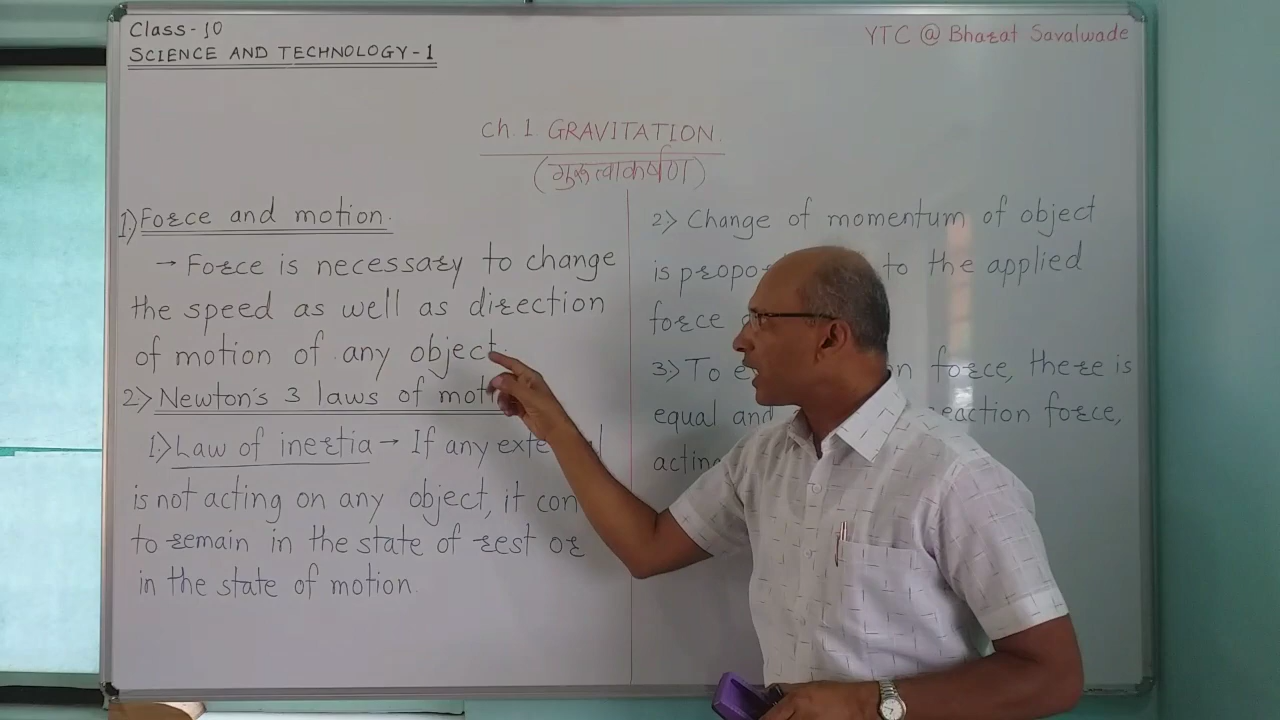 Class-10
SCIENCE AND TECHNOLOGY-1
YTC @ Bharat Savalwade
Ch. 1 GRAVITATION.
(गुरुत्वाकर्षण)
1.) Force and motion.
→ Force is necessary to change
the speed as well as direction
of motion of any object.
2> Newton's 3 laws of
1.> Law of inertia → If any
is not acting on any object, it
to remain in the state of rest or
in the state of motion.
2> Change of momentum of object
is to the applied
force
3> To force, there is
equal and force,